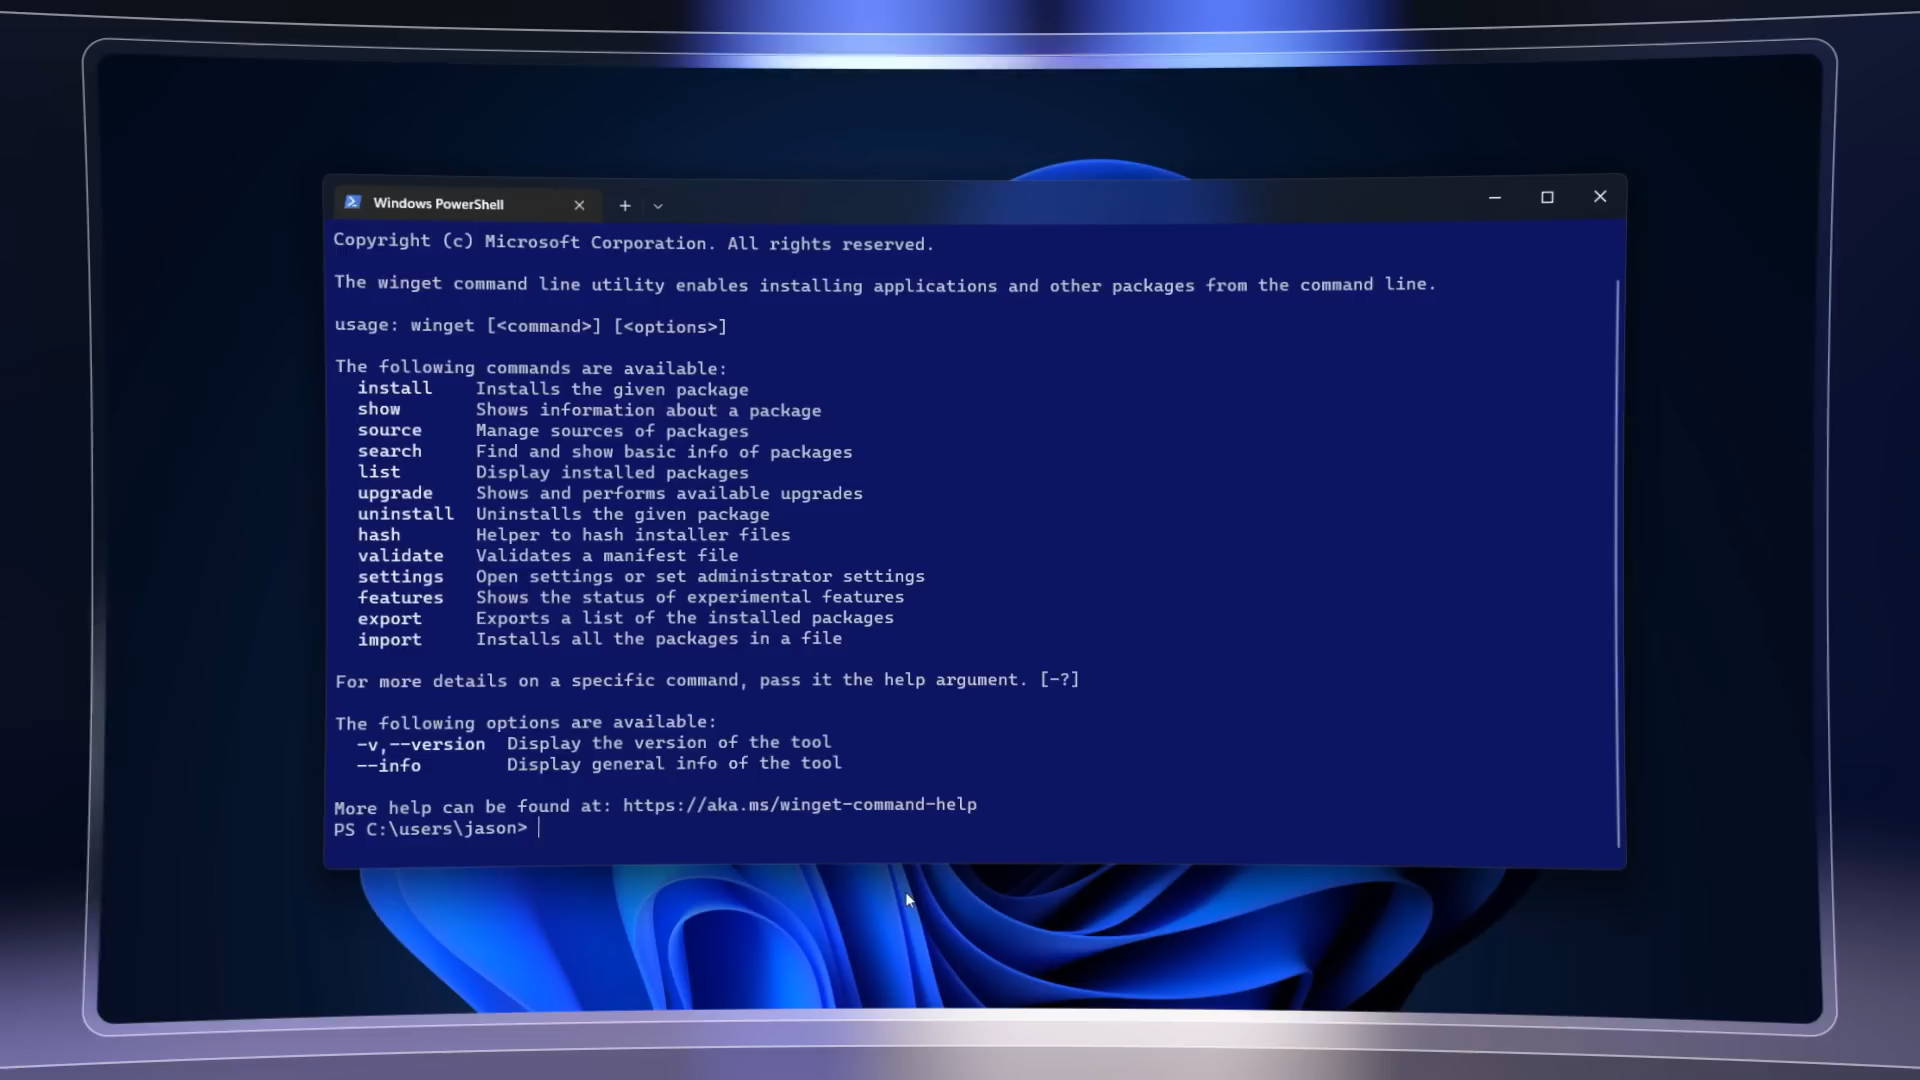 Windows PowerShell
Copyright (c) Microsoft Corporation. All rights reserved.
The winget command line utility enables installing applications and other packages from the command line.
usage: winget [<command>] [<options>]
The following commands are available:
install Installs the given package
show Shows information about a package
source Manage sources of packages
search Find and show basic info of packages
list Display installed packages
upgrade Shows and performs available upgrades
uninstall Uninstalls the given package
hash Helper to hash installer files
validate Validates a manifest file
settings Open settings or set administrator settings
features Shows the status of experimental features
export Exports a list of the installed packages
import Installs all the packages in a file
For more details on a specific command, pass it the help argument. [-?]
The following options are available:
-v,--version Display the version of the tool
--info Display general info of the tool
More help can be found at: https://aka.ms/winget-command-help
PS C:\users\jason>